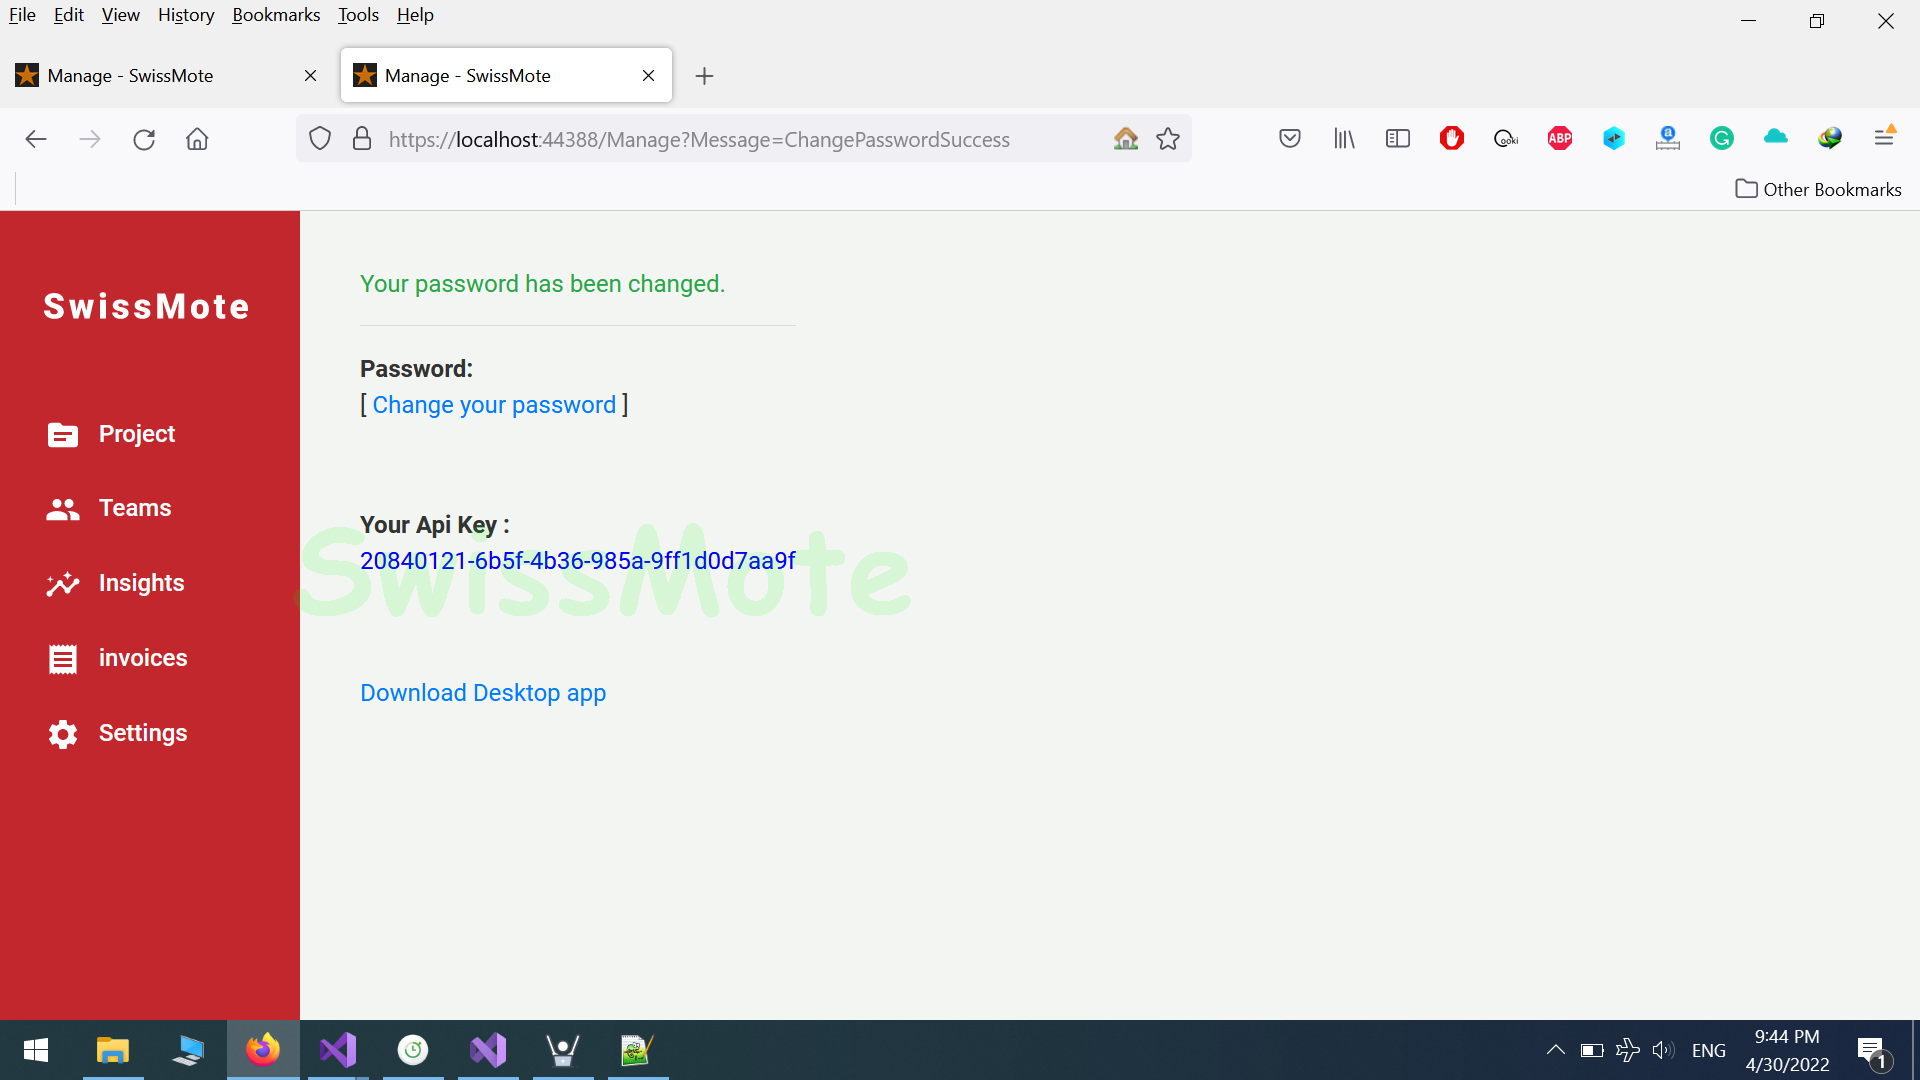 File Edit View History Bookmarks Tools Help
Manage - SwissMote
Manage - SwissMote
https://localhost:44388/Manage?Message=ChangePasswordSuccess
ooki
ABP
a
G
Other Bookmarks
SwissMote
Your password has been changed.
Password:
[ Change your password ]
Project
Teams
Insights
invoices
Settings
Your Api Key :
20840121-6b5f-4b36-985a-9ff1d0d7aa9f
SwissMote
Download Desktop app
ENG
9:44 PM
4/30/2022
1